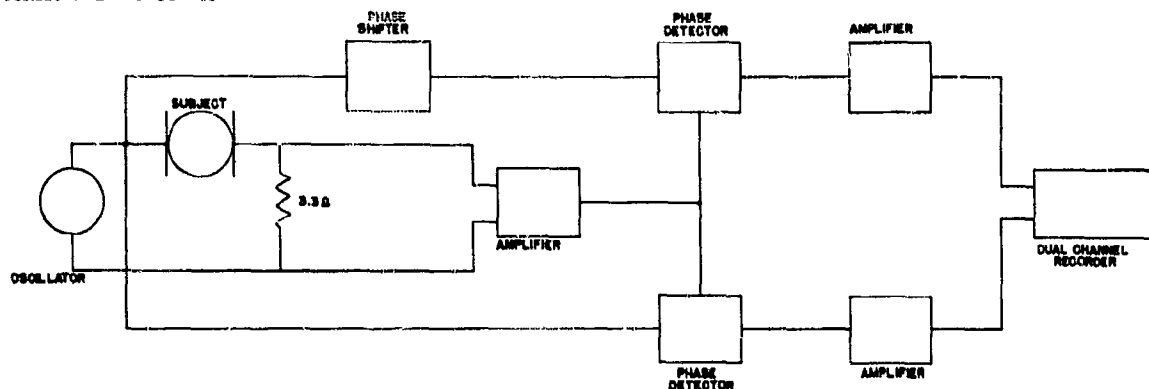 PHASE
SHIFTER
PHASE
DETECTOR
AMPLIFIER
SUBJECT
3.3 Ω
OSCILLATOR
AMPLIFIER
DUAL CHANNEL
RECORDER
PHASE
DETECTOR
AMPLIFIER